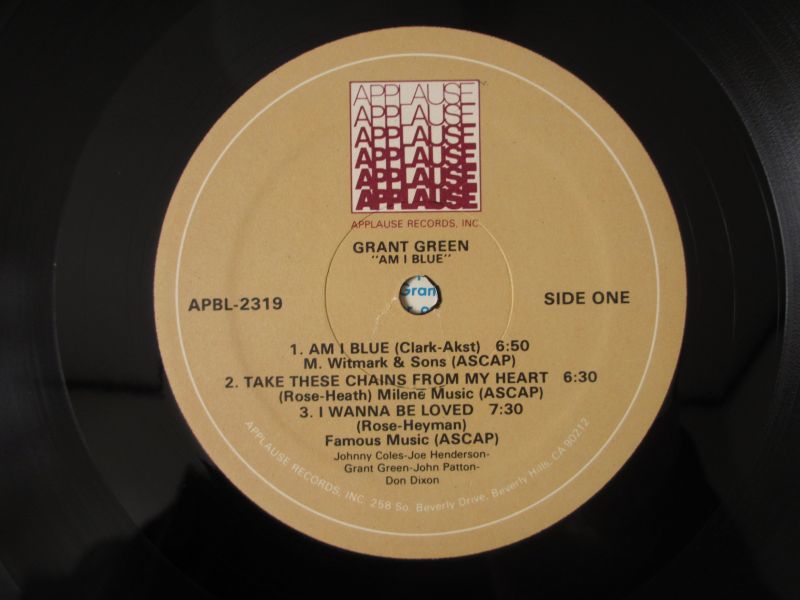 APPLAUSE
APPLAUSE
APPLAUSE
APPLAUSE
APPLAUSE
APPLAUSE
APPLAUSE RECORDS, INC.
GRANT GREEN
"AM I BLUE"
Gran
APBL-2319
SIDE ONE
1. AM I BLUE (Clark-Akst) 6:50
M. Witmark & Sons (ASCAP)
2. TAKE THESE CHAINS FROM MY HEART 6:30
(Rose-Heath) Milene Music (ASCAP)
3. I WANNA BE LOVED 7:30
(Rose-Heyman)
Famous Music (ASCAP)
Johnny Coles-Joe Henderson-
Grant Green-John Patton-
Don Dixon
APPLAUSE RECORDS, INC. 258 So. Beverly Drive, Beverly Hills, CA 90212